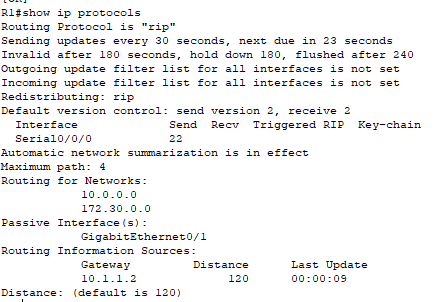 [OK]
R1#show ip protocols
Routing Protocol is "rip"
Sending updates every 30 seconds, next due in 23 seconds
Invalid after 180 seconds, hold down 180, flushed after 240
Outgoing update filter list for all interfaces is not set
Incoming update filter list for all interfaces is not set
Redistributing: rip
Default version control: send version 2, receive 2
Interface Send Recv Triggered RIP Key-chain
Serial0/0/0 22
Automatic network summarization is in effect
Maximum path: 4
Routing for Networks:
10.0.0.0
172.30.0.0
Passive Interface(s):
GigabitEthernet0/1
Routing Information Sources:
Gateway Distance Last Update
10.1.1.2 120 00:00:09
Distance: (default is 120)